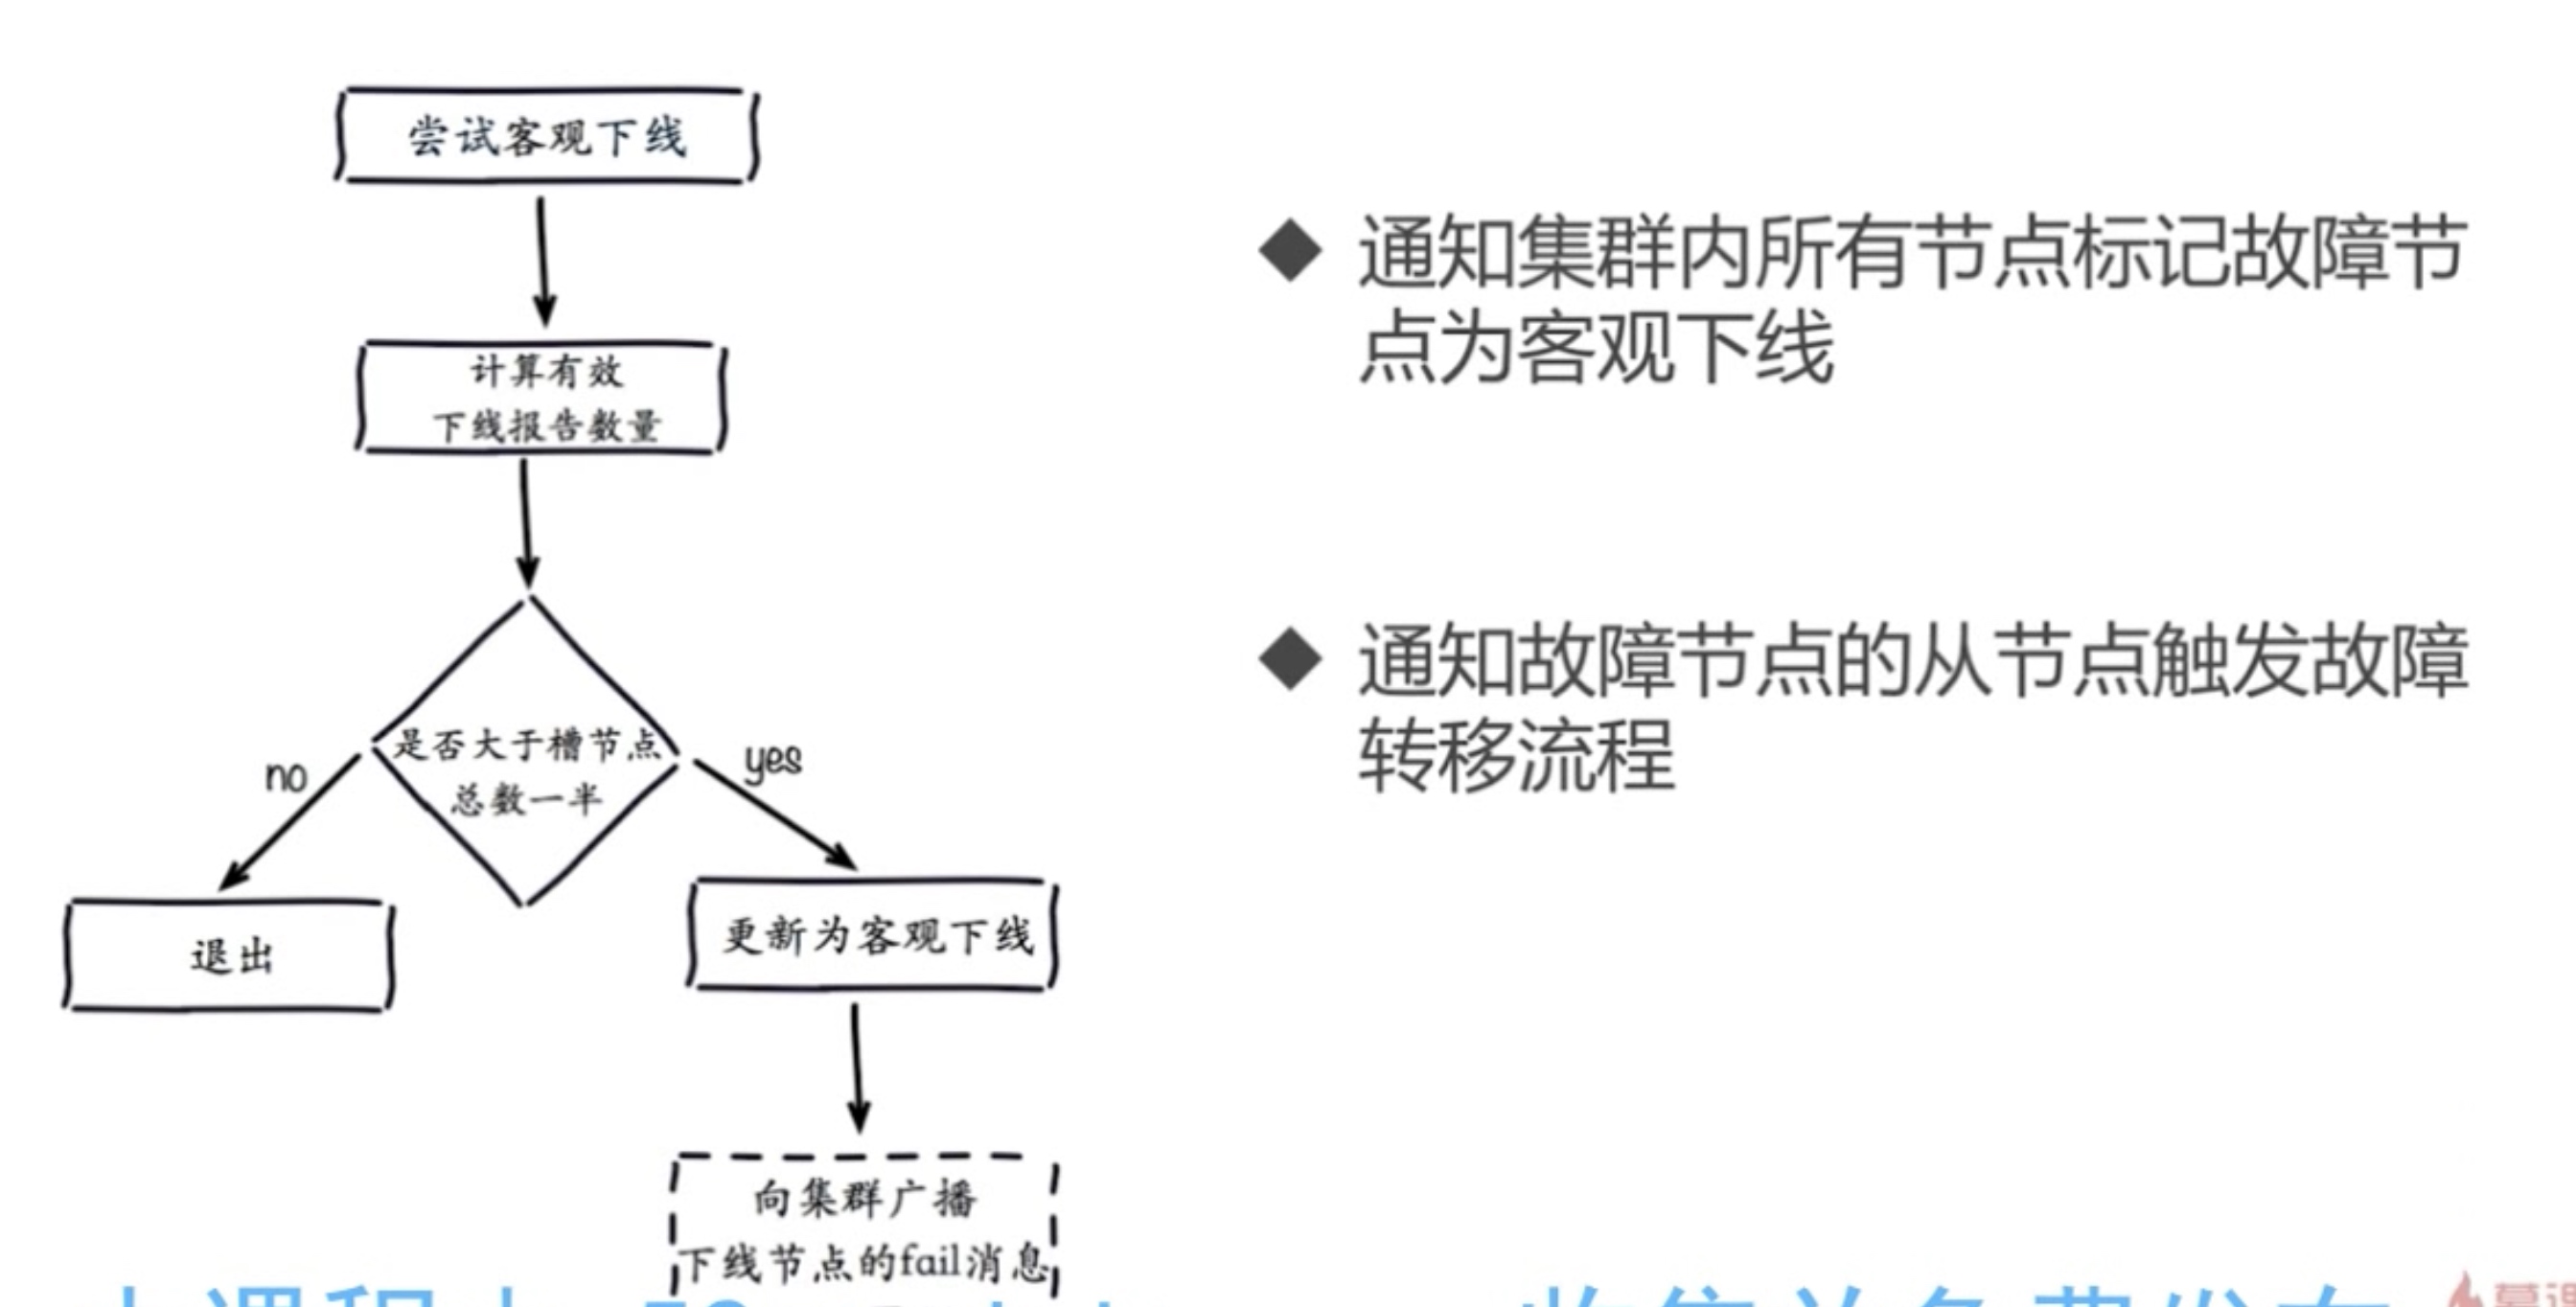 尝试客观下线
计算有效
下线报告数量
是否大于槽节点
总数一半
no
yes
退出
更新为客观下线
向集群广播
下线节点的fail消息
通知集群内所有节点标记故障节
点为客观下线
通知故障节点的从节点触发故障
转移流程